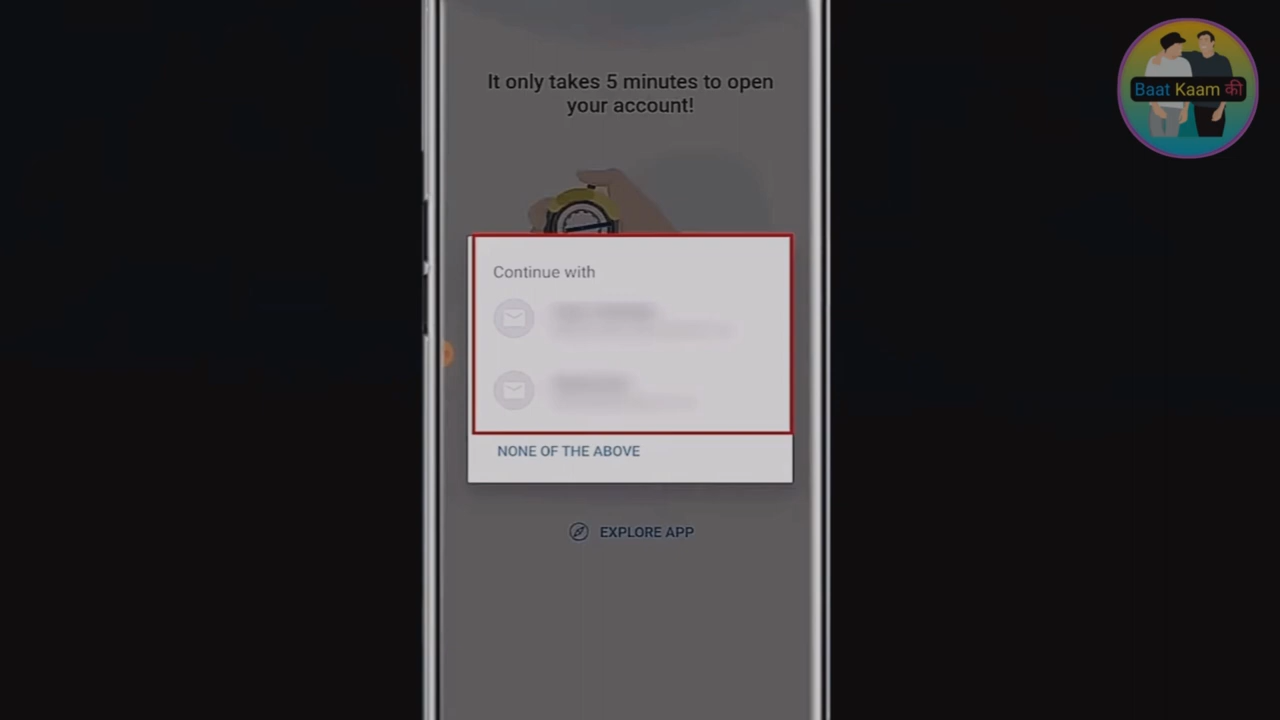 It only takes 5 minutes to open
your account!
Baat Kaam की
Continue with
NONE OF THE ABOVE
EXPLORE APP